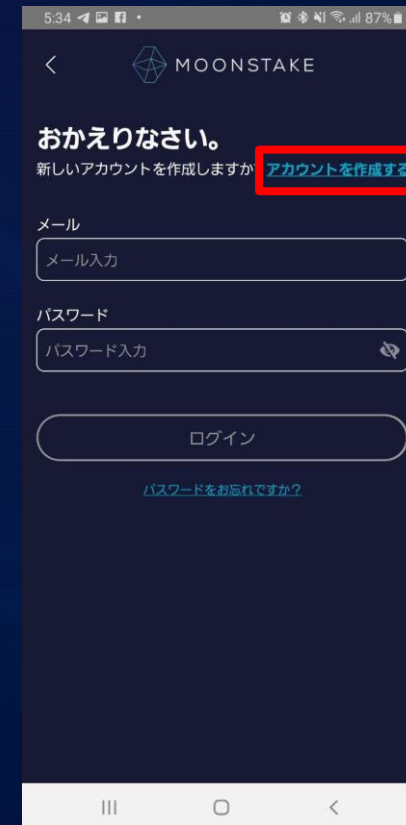 5:34 87%
MOONSTAKE
おかえりなさい。
新しいアカウントを作成しますか アカウントを作成する
メール
メール入力
パスワード
パスワード入力
ログイン
パスワードをお忘れですか？